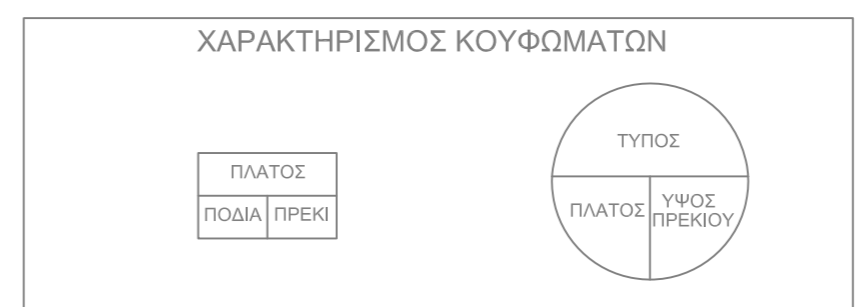 ΧΑΡΑΚΤΗΡΙΣΜΟΣ ΚΟΥΦΩΜΑΤΩΝ
ΠΛΑΤΟΣ
ΠΟΔΙΑ ΠΡΕΚΙ
ΤΥΠΟΣ
ΠΛΑΤΟΣ
ΥΨΟΣ
ΠΡΕΚΙΟΥ